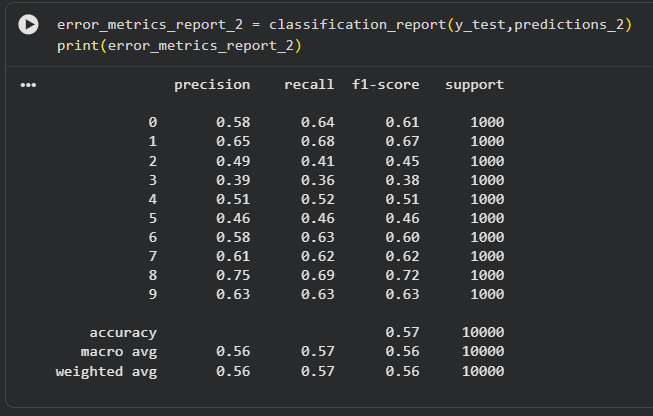 error_metrics_report_2 = classification_report(y_test,predictions_2)
print(error_metrics_report_2)
precision recall f1-score support
0 0.58 0.64 0.61 1000
1 0.65 0.68 0.67 1000
2 0.49 0.41 0.45 1000
3 0.39 0.36 0.38 1000
4 0.51 0.52 0.51 1000
5 0.46 0.46 0.46 1000
6 0.58 0.63 0.60 1000
7 0.61 0.62 0.62 1000
8 0.75 0.69 0.72 1000
9 0.63 0.63 0.63 1000
accuracy 0.57 10000
macro avg 0.56 0.57 0.56 10000
weighted avg 0.56 0.57 0.56 10000